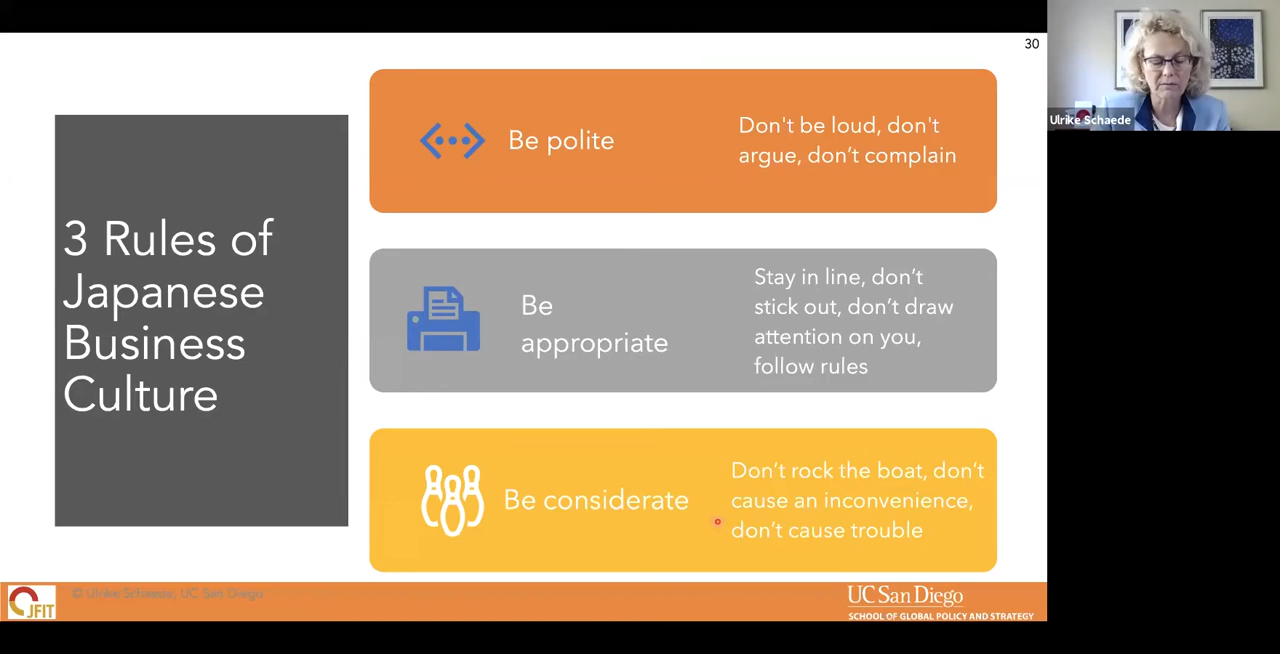 30
3 Rules of
Japanese
Business
Culture
Be polite
Don't be loud, don't
argue, don’t complain
Be
appropriate
Stay in line, don’t
stick out, don’t draw
attention on you,
follow rules
Be considerate
Don’t rock the boat, don’t
cause an inconvenience,
don’t cause trouble
JFIT
© Ulrike Schaede, UC San Diego
UC San Diego
SCHOOL OF GLOBAL POLICY AND STRATEGY
Ulrike Schaede